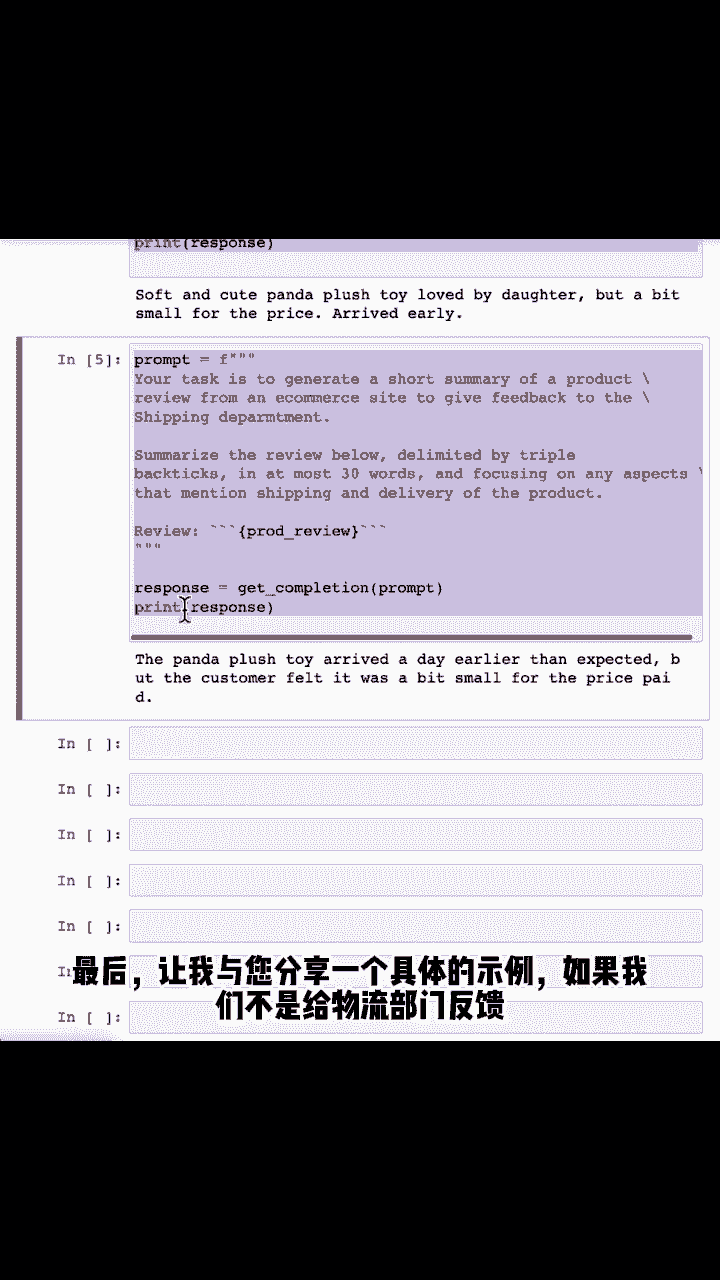 print(response)
Soft and cute panda plush toy loved by daughter, but a bit
small for the price. Arrived early.
In [5]: prompt = f"""
Your task is to generate a short summary of a product \
review from an ecommerce site to give feedback to the \
Shipping deparmtment.
Summarize the review below, delimited by triple
backticks, in at most 30 words, and focusing on any aspects \
that mention shipping and delivery of the product.
Review: ```{prod_review}```
"""
response = get_completion(prompt)
print(response)
The panda plush toy arrived a day earlier than expected, b
ut the customer felt it was a bit small for the price pai
d.
In [ ]:
In [ ]:
In [ ]:
In [ ]:
In [ ]:
In
最后，让我与您分享一个具体的示例，如果我
们不是给物流部门反馈
In [ ]: